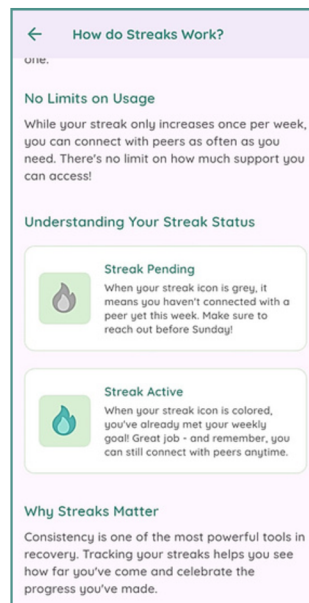 How do Streaks Work?
one.
No Limits on Usage
While your streak only increases once per week,
you can connect with peers as often as you
need. There's no limit on how much support you
can access!
Understanding Your Streak Status
Streak Pending
When your streak icon is grey, it
means you haven't connected with a
peer yet this week. Make sure to
reach out before Sunday!
Streak Active
When your streak icon is colored,
you've already met your weekly
goal! Great job - and remember, you
can still connect with peers anytime.
Why Streaks Matter
Consistency is one of the most powerful tools in
recovery. Tracking your streaks helps you see
how far you've come and celebrate the
progress you've made.